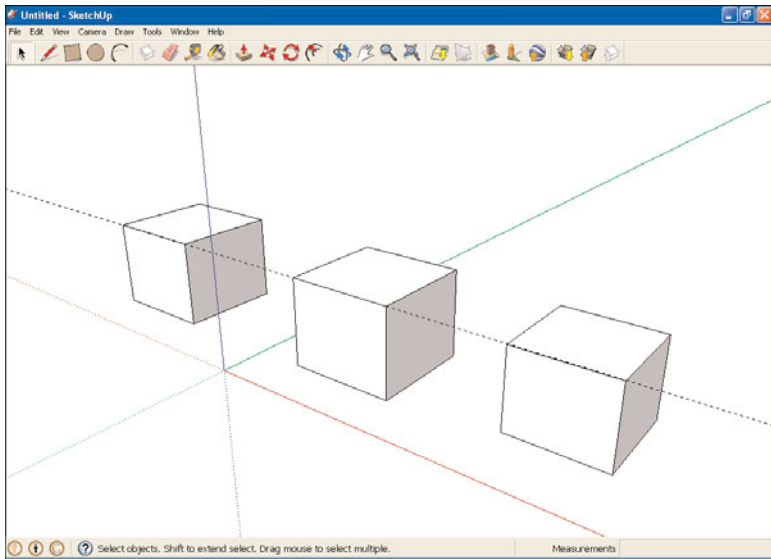 Untitled - SketchUp
File Edit View Camera Draw Tools Window Help
Select objects. Shift to extend select. Drag mouse to select multiple.
Measurements